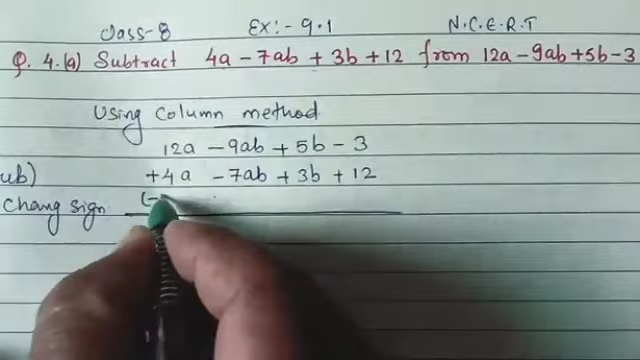 Class-8 Ex:- 9.1 N.C.E.R.T
Q. 4.(a) Subtract 4a - 7ab + 3b + 12 from 12a - 9ab + 5b - 3
Using Column method
12a - 9ab + 5b - 3
ub) +4a - 7ab + 3b + 12
Chang sign (-